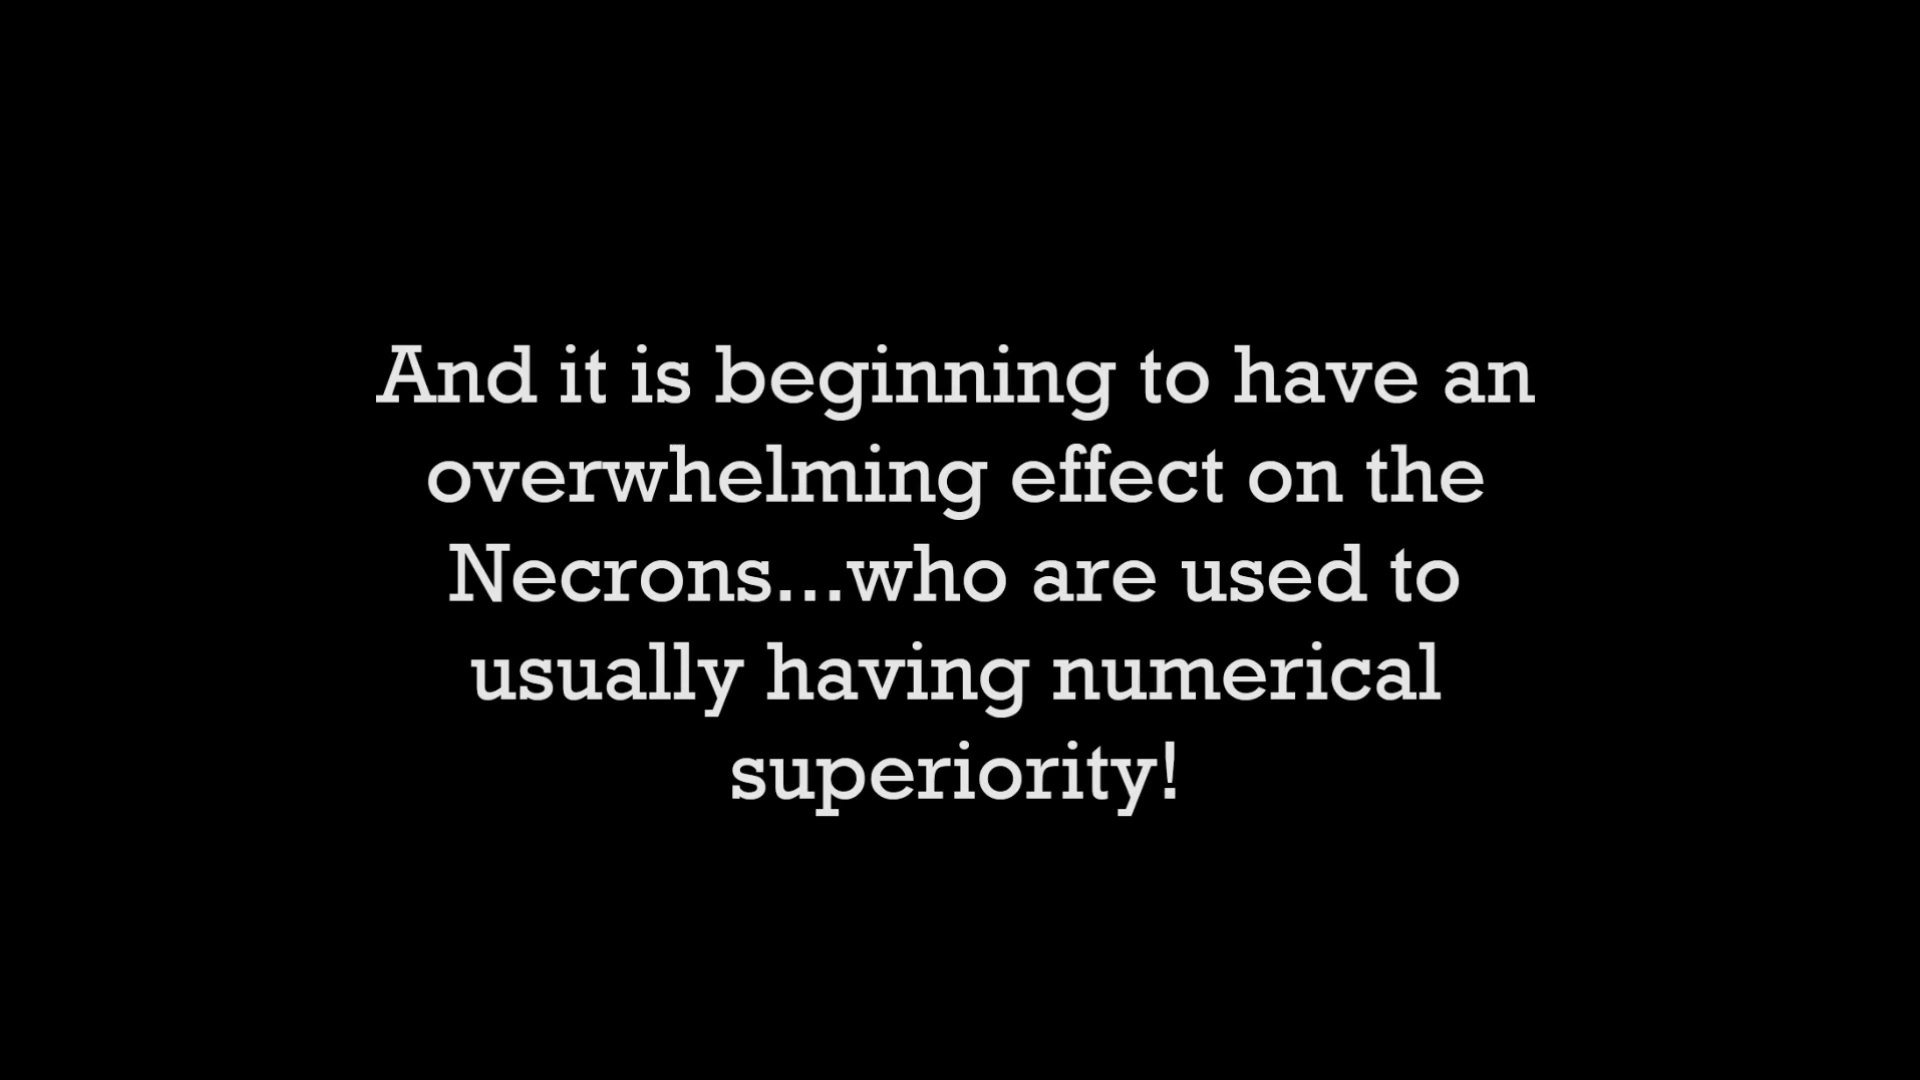 And it is beginning to have an
overwhelming effect on the
Necrons...who are used to
usually having numerical
superiority!